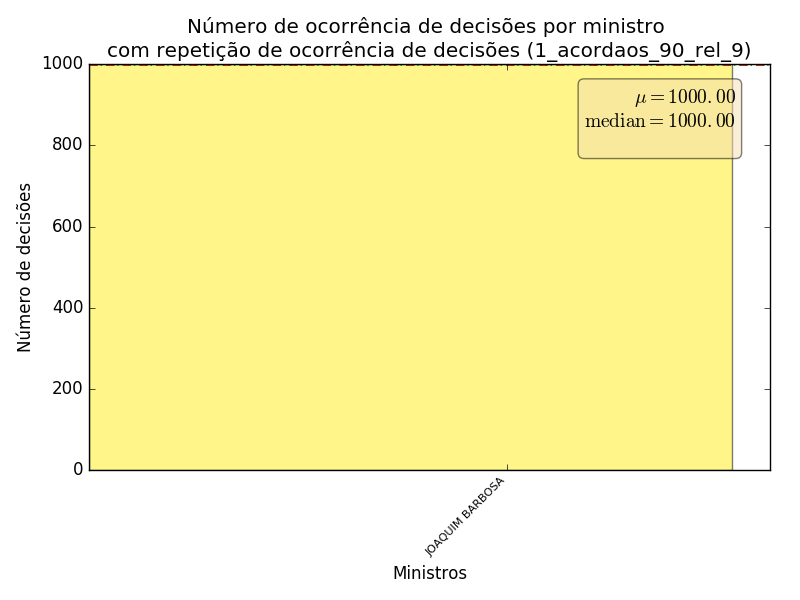 Número de ocorrência de decisões por ministro
com repetição de ocorrência de decisões (1_acordaos_90_rel_9)
1000
800
600
400
200
0
Número de decisões
μ = 1000.00
median = 1000.00
JOAQUIM BARBOSA
Ministros